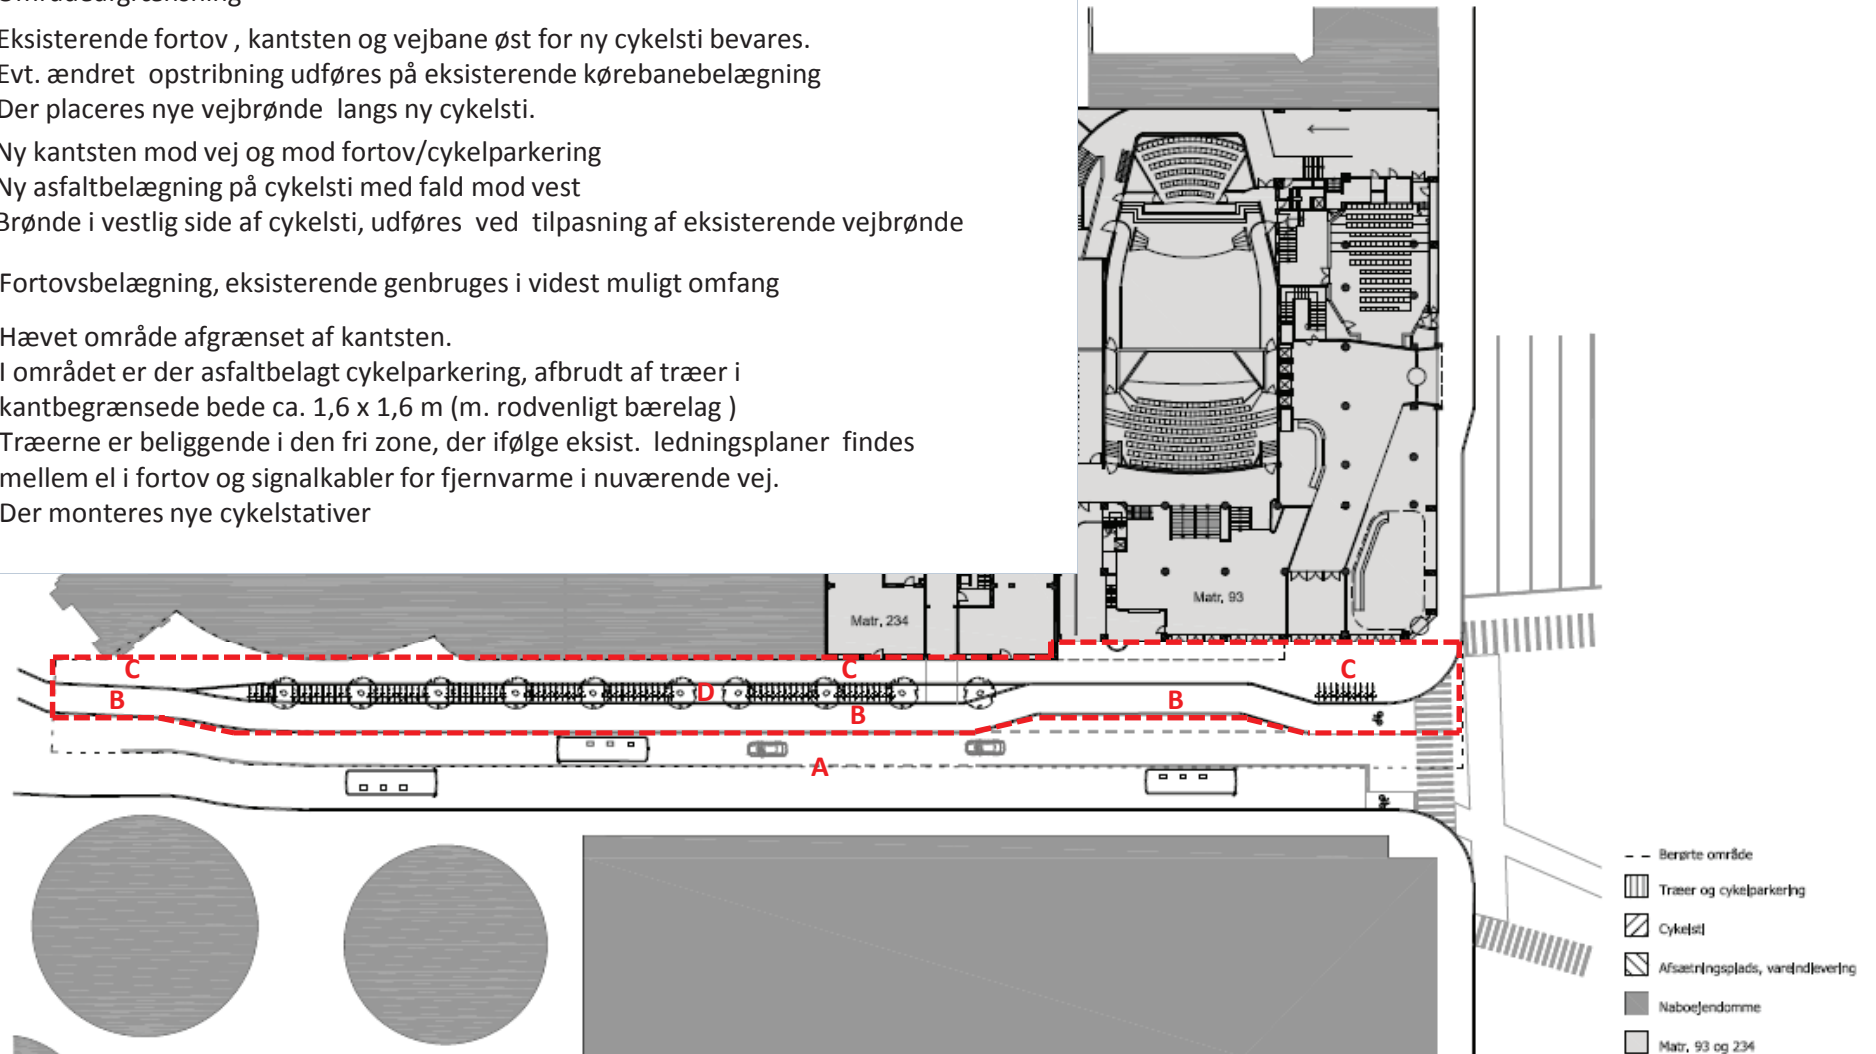 Områdeafgrænsning
Eksisterende fortov , kantsten og vejbane øst for ny cykelsti bevares.
Evt. ændret opstribning udføres på eksisterende kørebanebelægning
Der placeres nye vejbrønde langs ny cykelsti.
Ny kantsten mod vej og mod fortov/cykelparkering
Ny asfaltbelægning på cykelsti med fald mod vest
Brønde i vestlig side af cykelsti, udføres ved tilpasning af eksisterende vejbrønde
Fortovsbelægning, eksisterende genbruges i videst muligt omfang
Hævet område afgrænset af kantsten.
I området er der asfaltbelagt cykelparkering, afbrudt af træer i
kantbegrænsede bede ca. 1,6 x 1,6 m (m. rodvenligt bærelag )
Træerne er beliggende i den fri zone, der ifølge eksist. ledningsplaner findes
mellem el i fortov og signalkabler for fjernvarme i nuværende vej.
Der monteres nye cykelstativer
Matr. 93
Matr. 234
C
C
C
B
D
B
B
A
Berørte område
Træer og cykelparkering
Cykelsti
Afsætningsplads, vareindlevering
Naboejendomme
Matr. 93 og 234